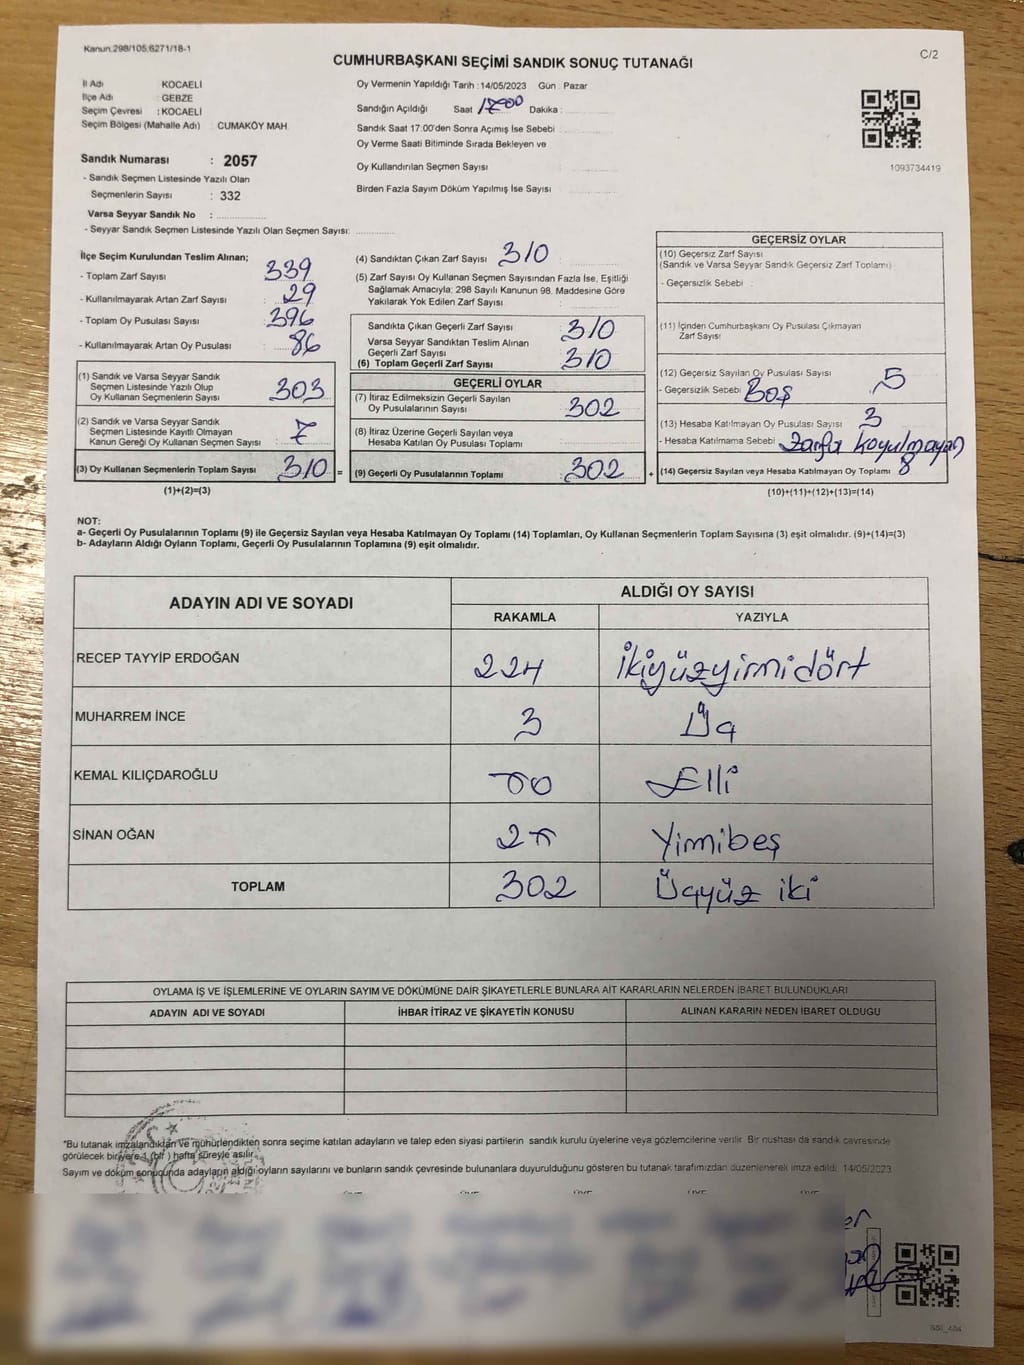 Kanun.298/105,6271/18-1
C/2
CUMHURBAŞKANI SEÇİMİ SANDIK SONUÇ TUTANAĞI
İl Adı KOCAELİ
İlçe Adı : GEBZE
Seçim Çevresi : KOCAELİ
Seçim Bölgesi (Mahalle Adı) : CUMAKÖY MAH.
Sandık Numarası : 2057
- Sandık Seçmen Listesinde Yazılı Olan
Seçmenlerin Sayısı : 332
Varsa Seyyar Sandık No :
- Seyyar Sandık Seçmen Listesinde Yazılı Olan Seçmen Sayısı:
Oy Vermenin Yapıldığı Tarih : 14/05/2023 Gün : Pazar
Sandığın Açıldığı Saat 1700 Dakika :
Sandık Saat 17.00'den Sonra Açımış İse Sebebi :
Oy Verme Saati Bitiminde Sırada Bekleyen ve
Oy Kullandırılan Seçmen Sayısı
Birden Fazla Sayım Döküm Yapılmış İse Sayısı
1093734419
İlçe Seçim Kurulundan Teslim Alınan;
- Toplam Zarf Sayısı 339
- Kullanılmayarak Artan Zarf Sayısı : 29
- Toplam Oy Pusulası Sayısı : 396
- Kullanılmayarak Artan Oy Pusulası : 86
(1) Sandık ve Varsa Seyyar Sandık
Seçmen Listesinde Yazılı Olup
Oy Kullanan Seçmenlerin Sayısı : 303
(2) Sandık ve Varsa Seyyar Sandık
Seçmen Listesinde Kayıtlı Olmayan
Kanun Gereği Oy Kullanan Seçmen Sayısı : 7
(3) Oy Kullanan Seçmenlerin Toplam Sayısı : 310 =
(1)+(2)=(3)
(4) Sandıktan Çıkan Zarf Sayısı : 310
(5) Zarf Sayısı Oy Kullanan Seçmen Sayısından Fazla İse, Eşitliği
Sağlamak Amacıyla; 298 Sayılı Kanunun 98. Maddesine Göre
Yakılarak Yok Edilen Zarf Sayısı :
Sandıkta Çıkan Geçerli Zarf Sayısı : 310
Varsa Seyyar Sandıktan Teslim Alınan
Geçerli Zarf Sayısı
(6) Toplam Geçerli Zarf Sayısı : 310
GEÇERLİ OYLAR
(7) İtiraz Edilmeksizin Geçerli Sayılan
Oy Pusulalarının Sayısı : 302
(8) İtiraz Üzerine Geçerli Sayılan veya
Hesaba Katılan Oy Pusulası Toplamı
(9) Geçerli Oy Pusulalarının Toplamı : 302 +
GEÇERSİZ OYLAR
(10) Geçersiz Zarf Sayısı
(Sandık ve Varsa Seyyar Sandık Geçersiz Zarf Toplamı)
- Geçersizlik Sebebi :
(11) İçinden Cumhurbaşkanı Oy Pusulası Çıkmayan
Zarf Sayısı
(12) Geçersiz Sayılan Oy Pusulası Sayısı : 5
- Geçersizlik Sebebi Boş
(13) Hesaba Katılmayan Oy Pusulası Sayısı : 3
- Hesaba Katılmama Sebebi : Zarfa koyulmayan
(14) Geçersiz Sayılan veya Hesaba Katılmayan Oy Toplamı 8
(10)+(11)+(12)+(13)=(14)
NOT:
a- Geçerli Oy Pusulalarının Toplamı (9) ile Geçersiz Sayılan veya Hesaba Katılmayan Oy Toplamı (14) Toplamları, Oy Kullanan Seçmenlerin Toplam Sayısına (3) eşit olmalıdır. (9)+(14)=(3)
b- Adayların Aldığı Oyların Toplamı, Geçerli Oy Pusulalarının Toplamına (9) eşit olmalıdır.
ADAYIN ADI VE SOYADI ALDIĞI OY SAYISI
RAKAMLA YAZIYLA
RECEP TAYYİP ERDOĞAN 224 İkiyüzyirmidört
MUHARREM İNCE 3 Üç
KEMAL KILIÇDAROĞLU 50 Elli
SİNAN OĞAN 25 Yirmibeş
TOPLAM 302 Üçyüz iki
OYLAMA İŞ VE İŞLEMLERİNE VE OYLARIN SAYIM VE DÖKÜMÜNE DAİR ŞİKAYETLERLE BUNLARA AİT KARARLARIN NELERDEN İBARET BULUNDUKLARI
ADAYIN ADI VE SOYADI İHBAR İTİRAZ VE ŞİKAYETİN KONUSU ALINAN KARARIN NEDEN İBARET OLDUGU
*Bu tutanak imzalandıktan ve mühürlendikten sonra seçime katılan adayların ve talep eden siyasi partilerin sandık kurulu üyelerine veya gözlemcilerine verilir. Bir nushası da sandık çevresinde
görülecek bir yere 1 (bir) hafta süreyle asılır.
Sayım ve döküm sonucunda adayların aldığı oyların sayılarını ve bunların sandık çevresinde bulunanlara duyurulduğunu gösteren bu tutanak tarafımızdan düzenlenerek imza edildi. 14/05/2023